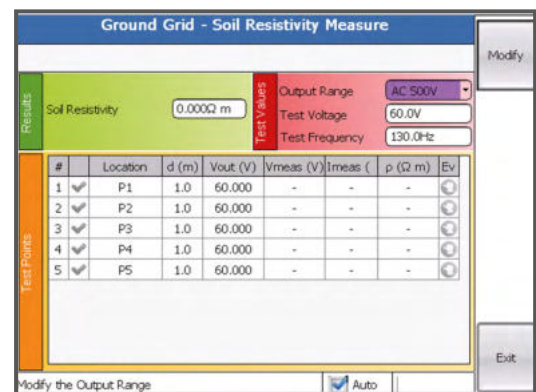 Ground Grid - Soil Resistivity Measure
Modify
Results
Soil Resistivity
0.000Ω m
Test Values
Output Range
AC 500V
Test Voltage
60.0V
Test Frequency
130.0Hz
Test Points
# Location d (m) Vout (V) Vmeas (V) Imeas ( ρ (Ω m) Ev
1 P1 1.0 60.000 - - -
2 P2 1.0 60.000 - - -
3 P3 1.0 60.000 - - -
4 P4 1.0 60.000 - - -
5 P5 1.0 60.000 - - -
Exit
Modify the Output Range
Auto